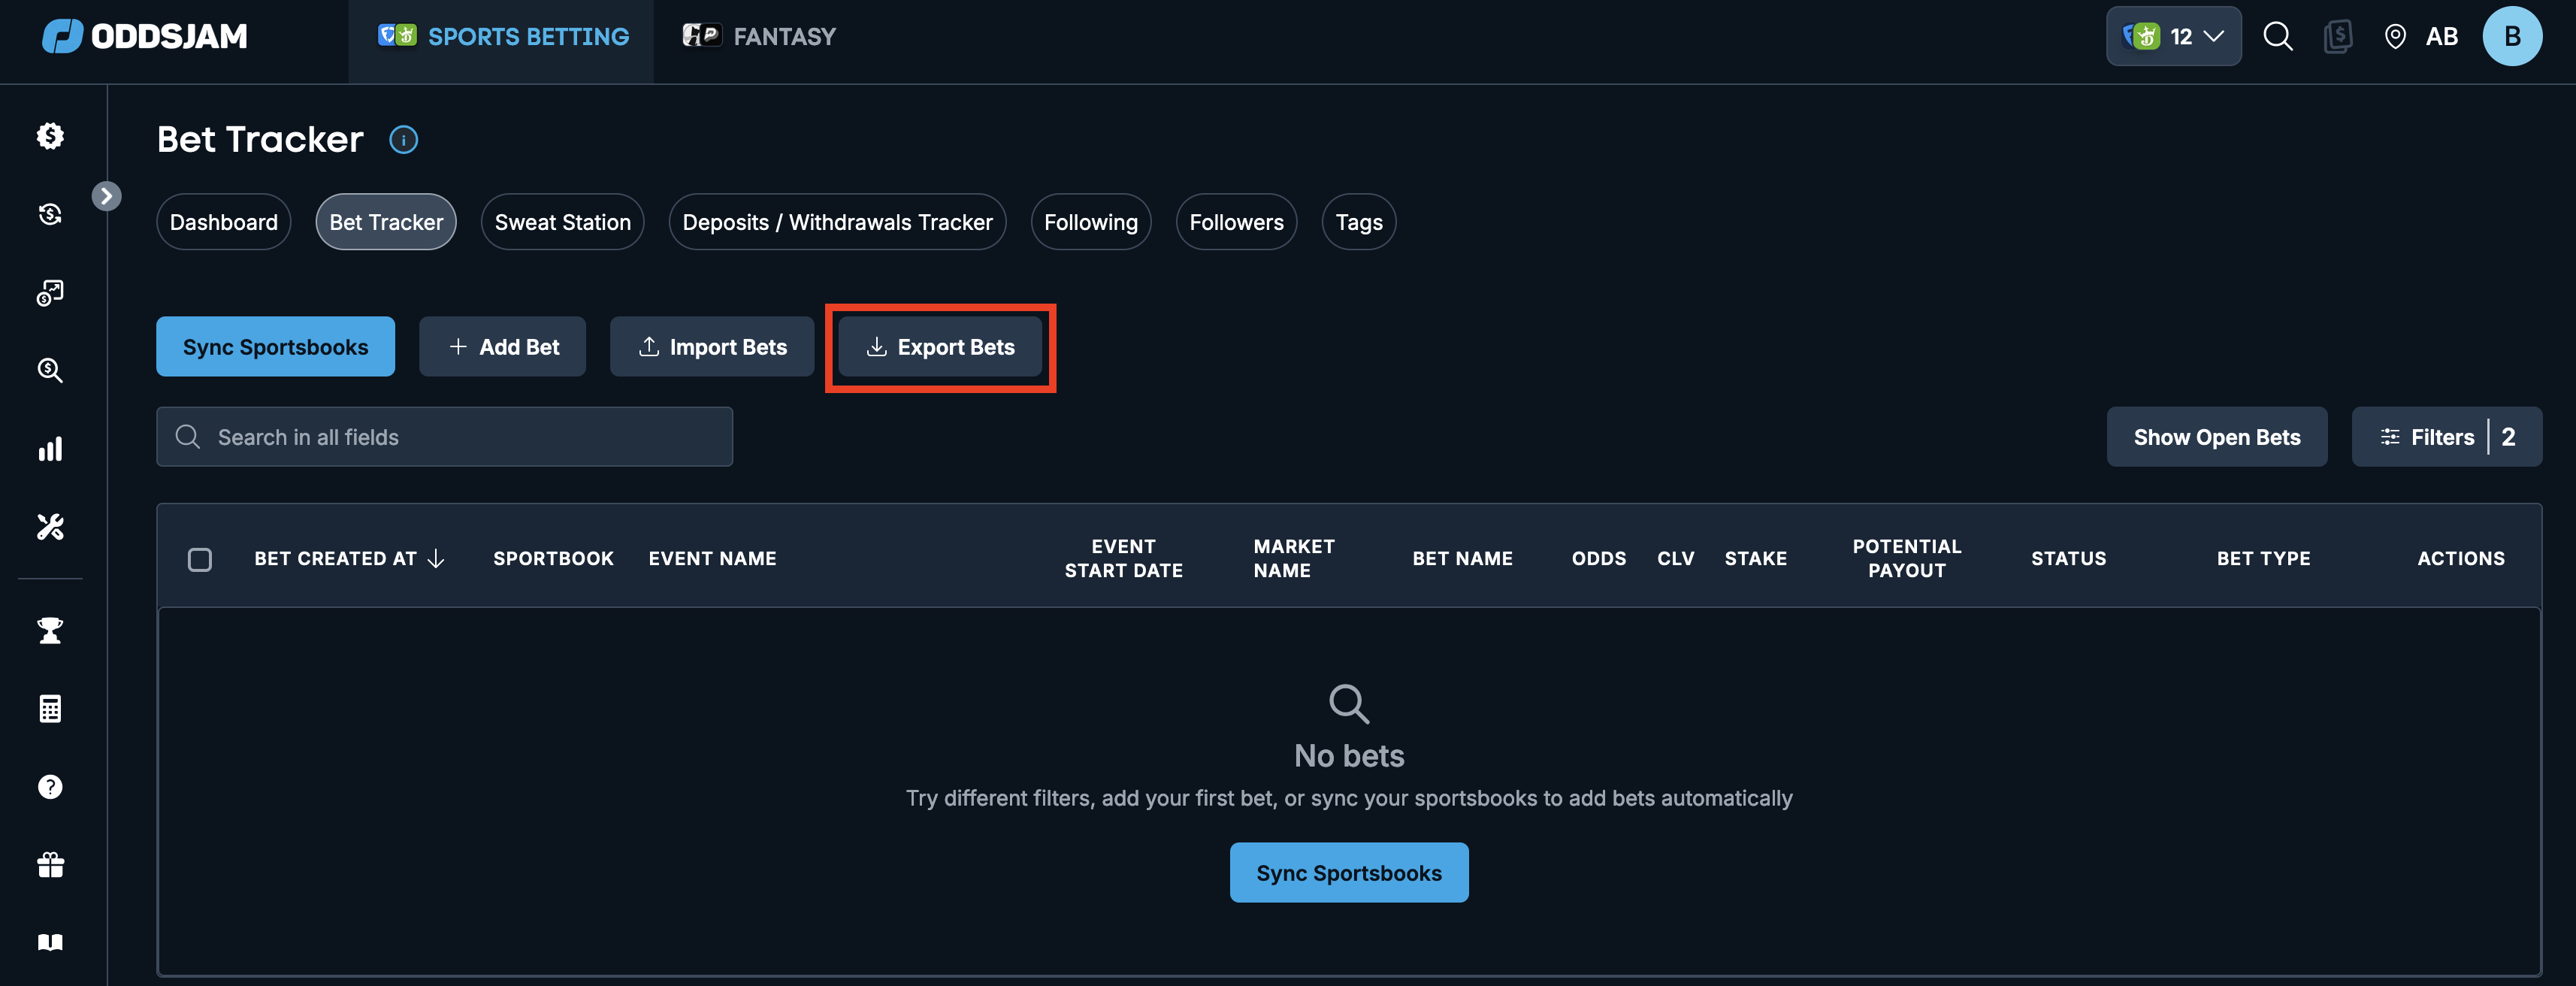 ODDSJAM
SPORTS BETTING
FANTASY
12
AB
B
Bet Tracker
Dashboard
Bet Tracker
Sweat Station
Deposits / Withdrawals Tracker
Following
Followers
Tags
Sync Sportsbooks
Add Bet
Import Bets
Export Bets
Search in all fields
Show Open Bets
Filters
2
BET CREATED AT
SPORTBOOK
EVENT NAME
EVENT
START DATE
MARKET
NAME
BET NAME
ODDS
CLV
STAKE
POTENTIAL
PAYOUT
STATUS
BET TYPE
ACTIONS
No bets
Try different filters, add your first bet, or sync your sportsbooks to add bets automatically
Sync Sportsbooks